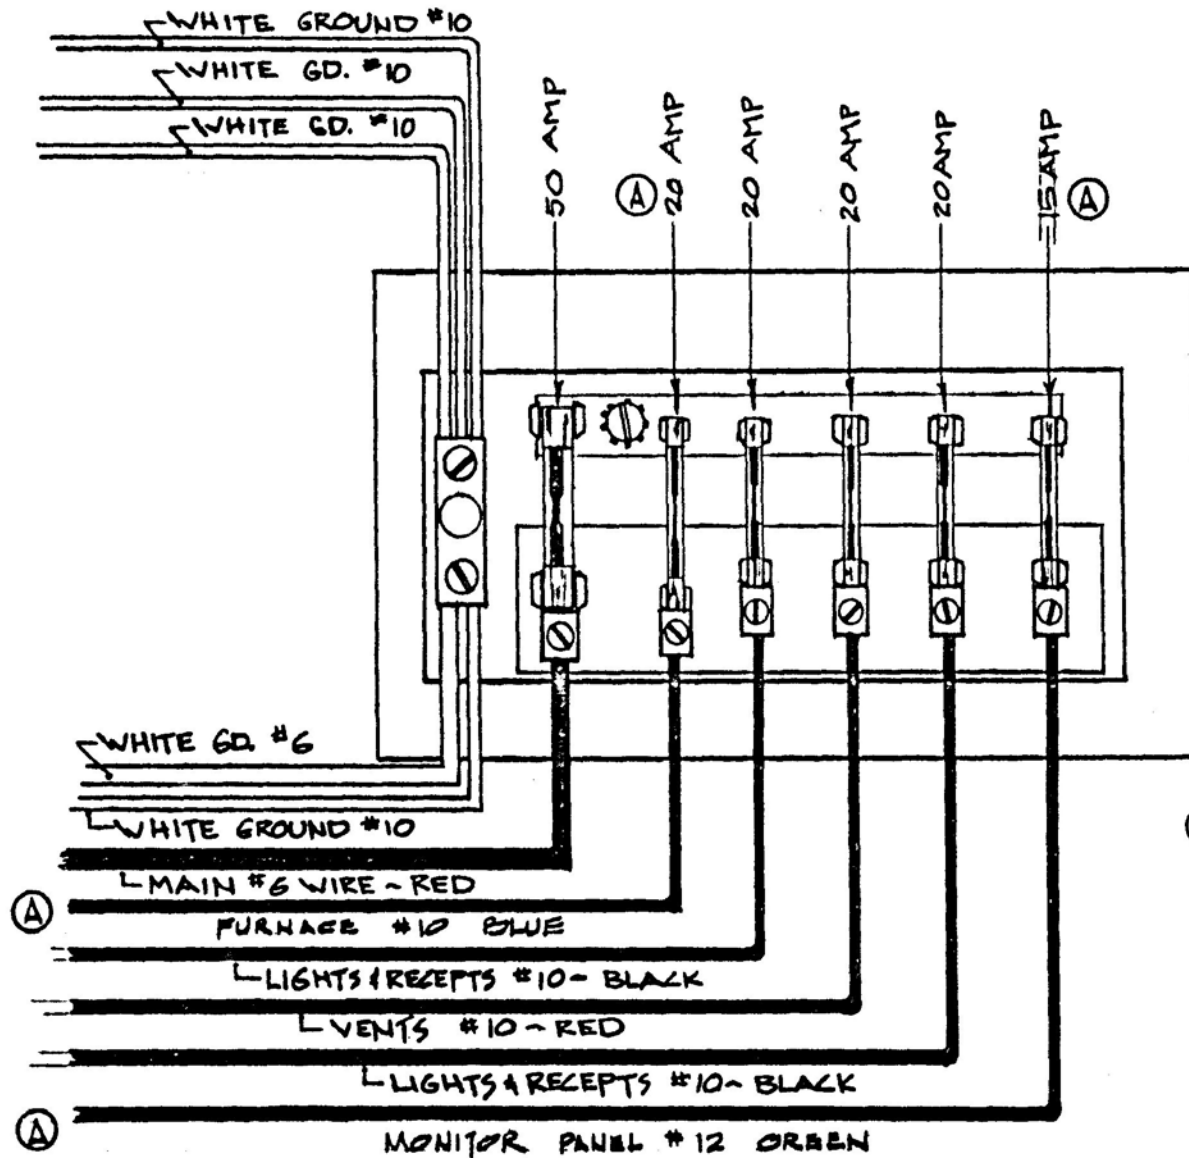 WHITE GROUND #10
WHITE GD. #10
WHITE GD. #10
50 AMP
A
20 AMP
20 AMP
20 AMP
20 AMP
15 AMP
A
WHITE GD. #6
WHITE GROUND #10
MAIN #6 WIRE ~ RED
A
FURNACE #10 BLUE
LIGHTS & RECEPTS #10 ~ BLACK
VENTS #10 ~ RED
LIGHTS & RECEPTS #10 ~ BLACK
A
MONITOR PANEL #12 GREEN